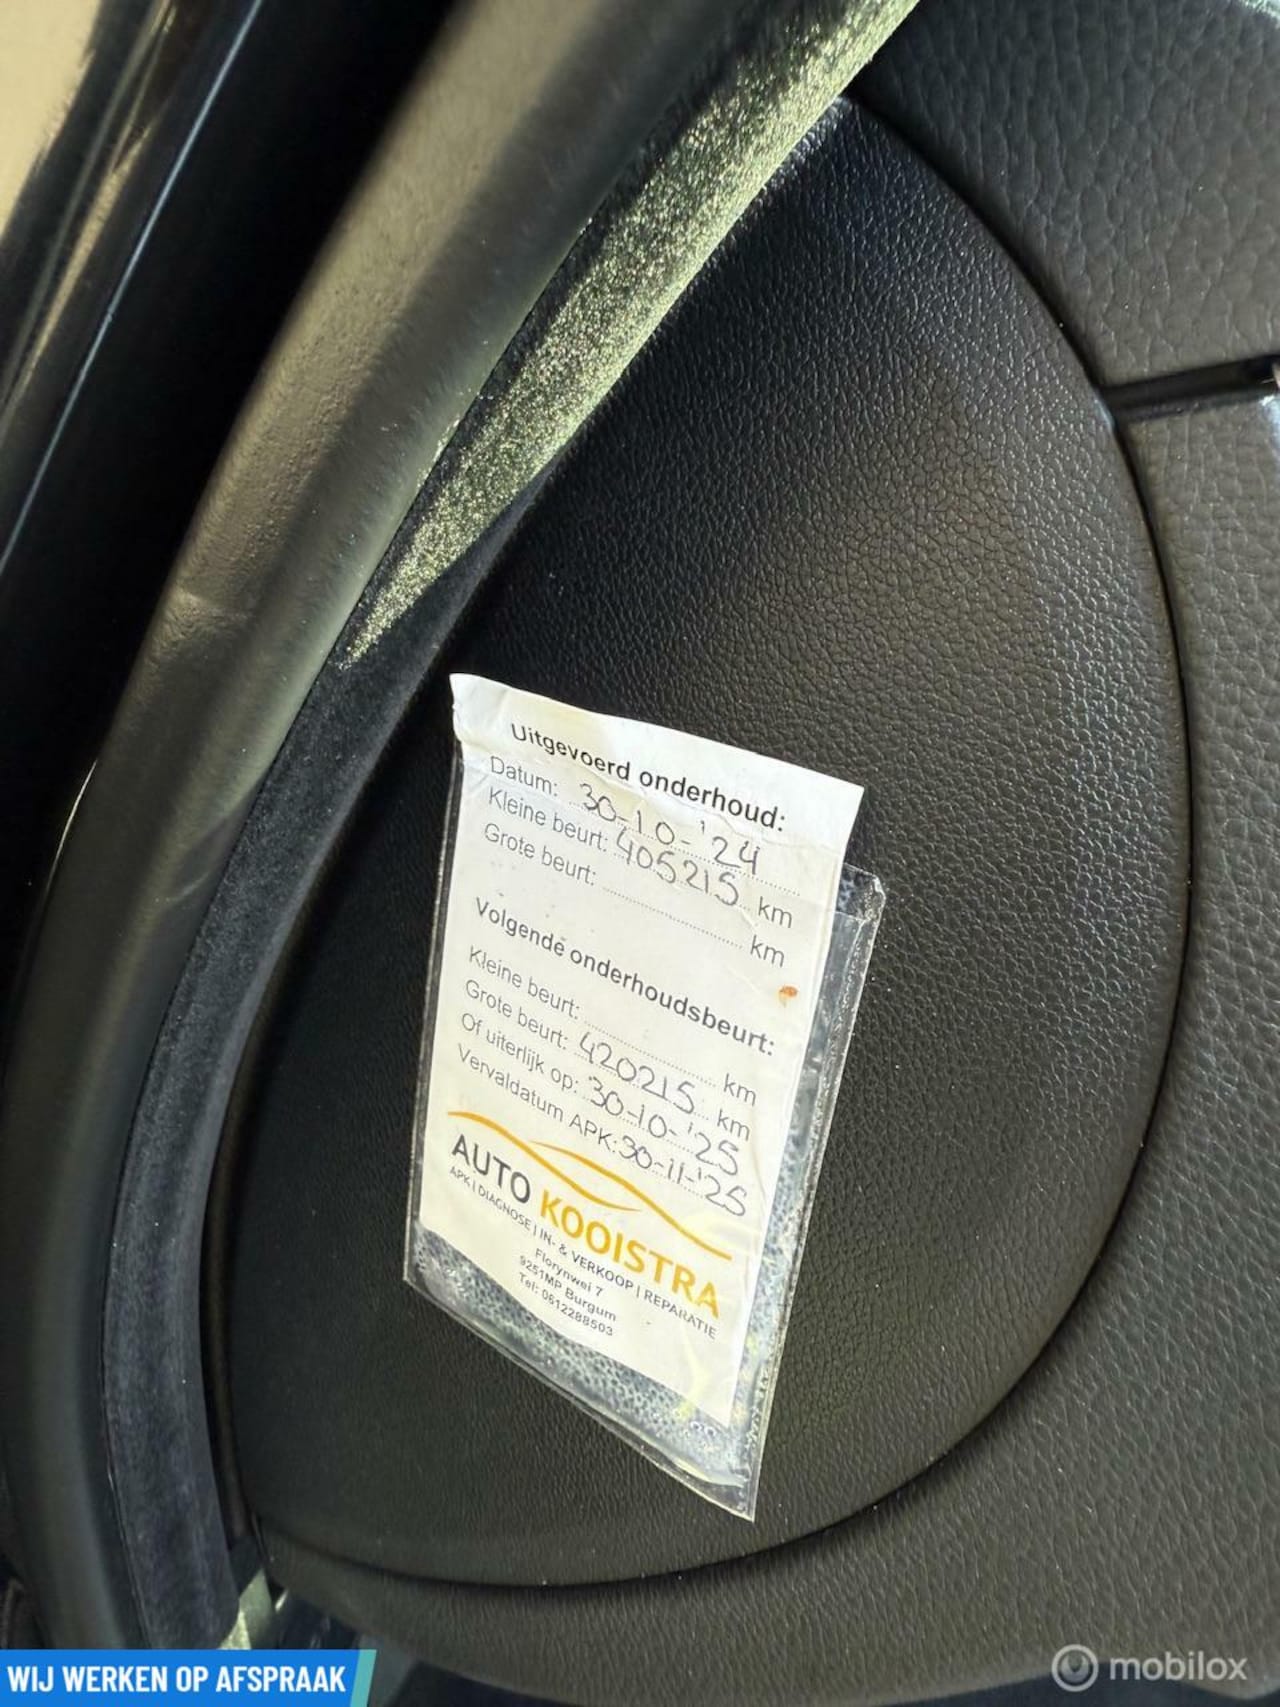 Uitgevoerd onderhoud:
Datum: 30-10-'24
Kleine beurt: 405215 km
Grote beurt: km
Volgende onderhoudsbeurt:
Kleine beurt: km
Grote beurt: 420215 km
Of uiterlijk op: 30-10-'25
Vervaldatum APK: 30-11-'25
AUTO KOOISTRA
APK | DIAGNOSE | IN- & VERKOOP | REPARATIE
Florynwei 7
9251MP Burgum
Tel: 0612288503
WIJ WERKEN OP AFSPRAAK
mobilox